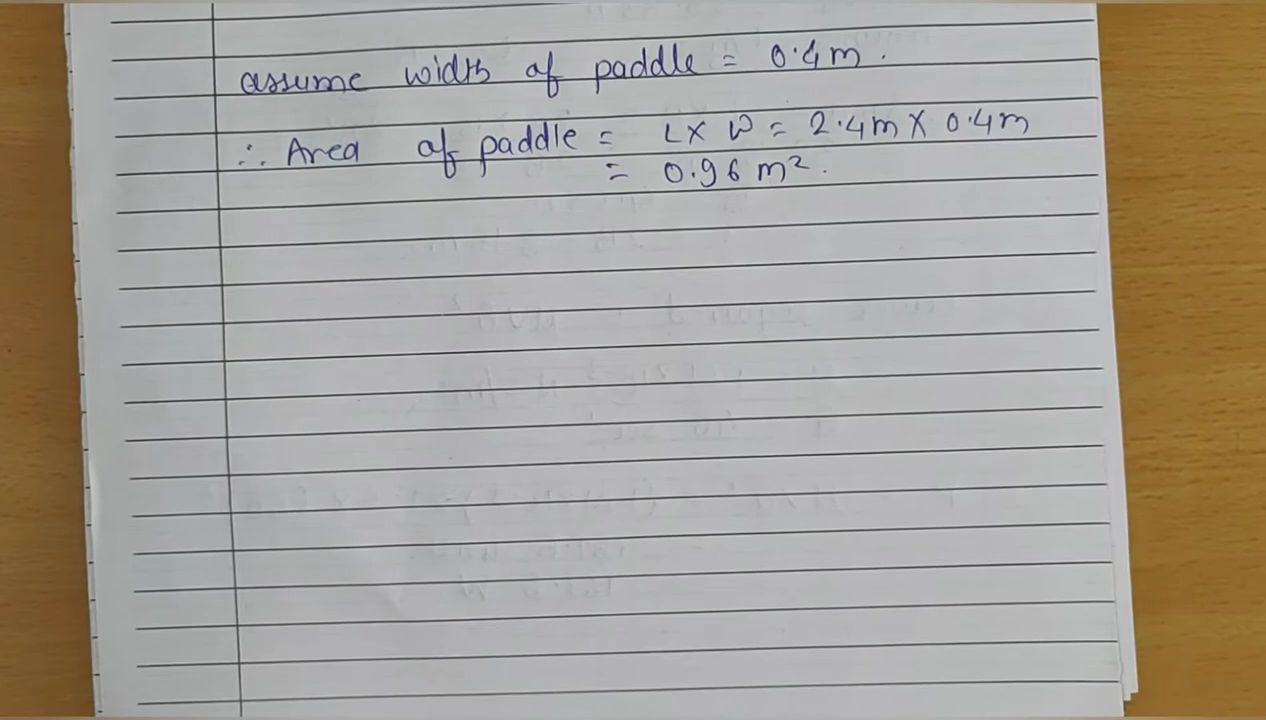 assume width of paddle = 0.4m.
∴ Area of paddle = L x W = 2.4m x 0.4m
= 0.96 m².